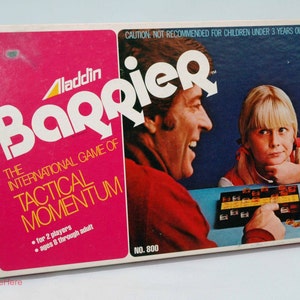 CAUTION: NOT RECOMMENDED FOR CHILDREN UNDER 3 YEARS
Aladdin
BARRIER
THE
INTERNATIONAL GAME OF
TACTICAL
MOMENTUM
• for 2 players
• ages 8 through adult
NO. 800